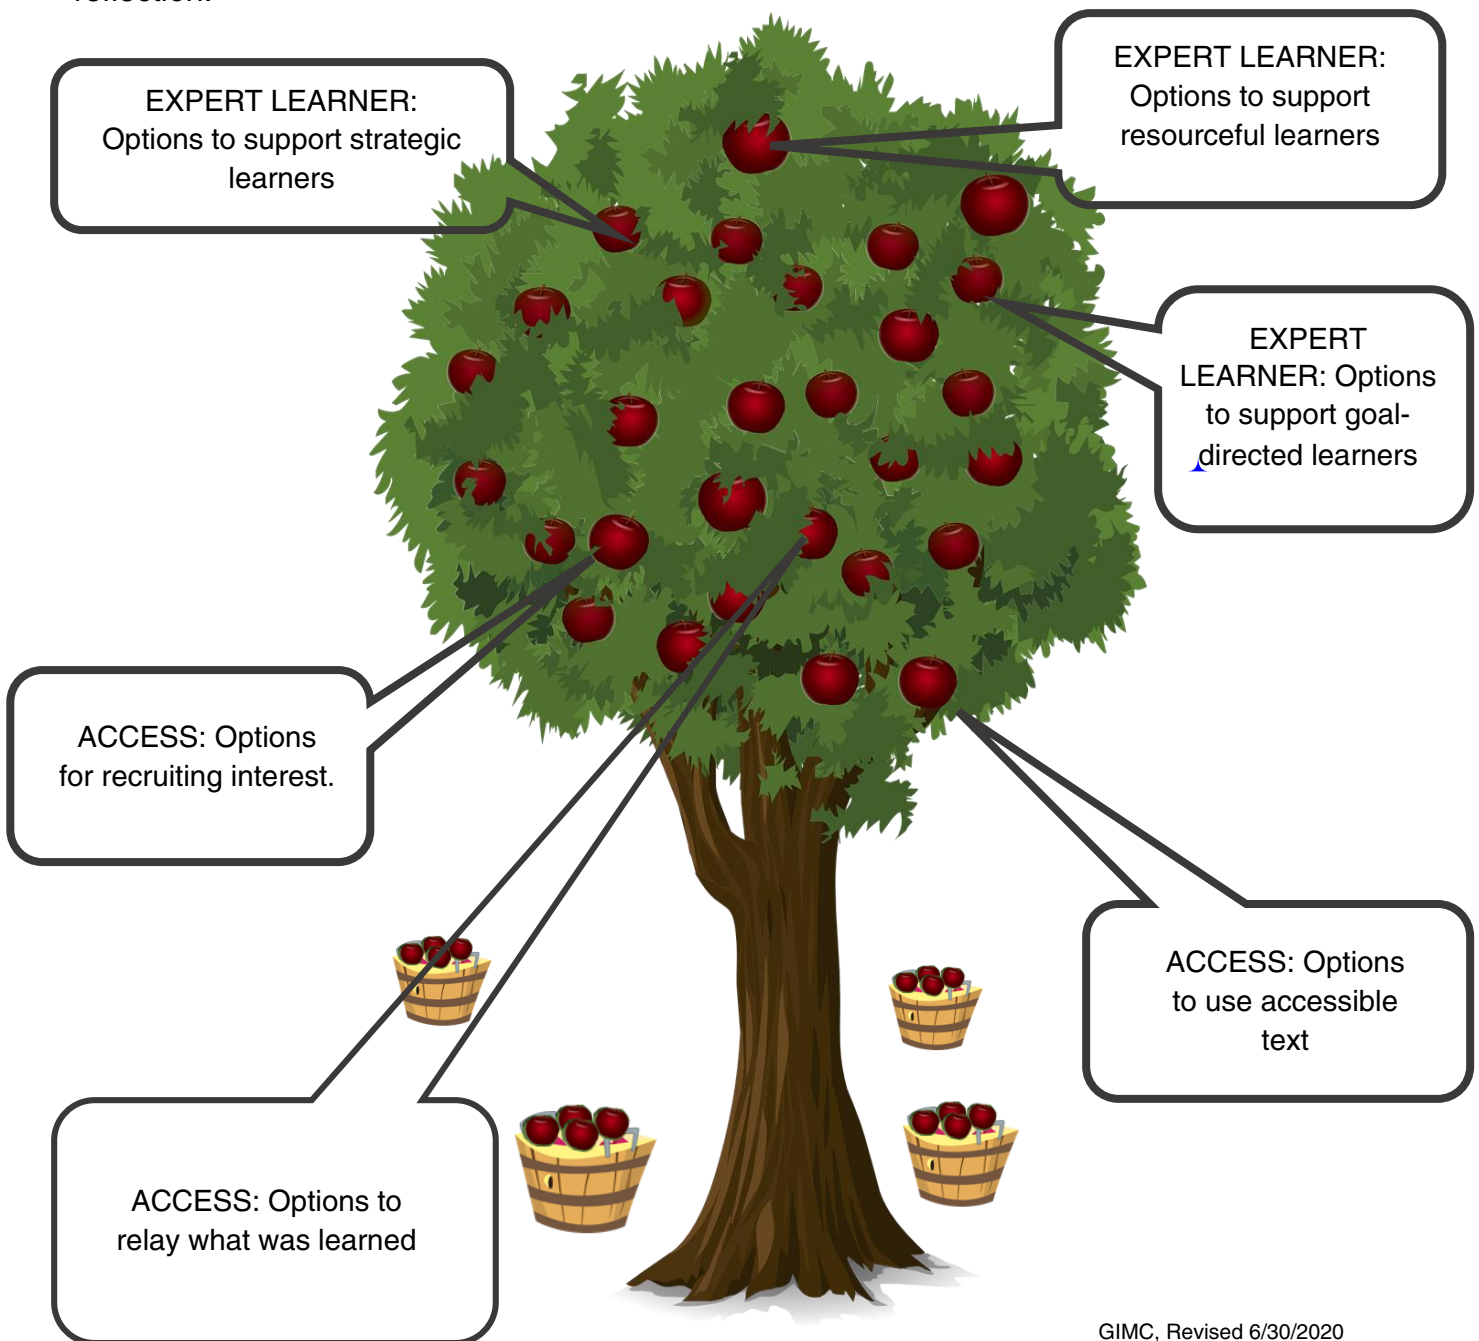 reflection.
EXPERT LEARNER:
Options to support strategic
learners
EXPERT LEARNER:
Options to support
resourceful learners
EXPERT
LEARNER: Options
to support goal-
directed learners
ACCESS: Options
for recruiting interest.
ACCESS: Options
to use accessible
text
ACCESS: Options to
relay what was learned
GIMC, Revised 6/30/2020